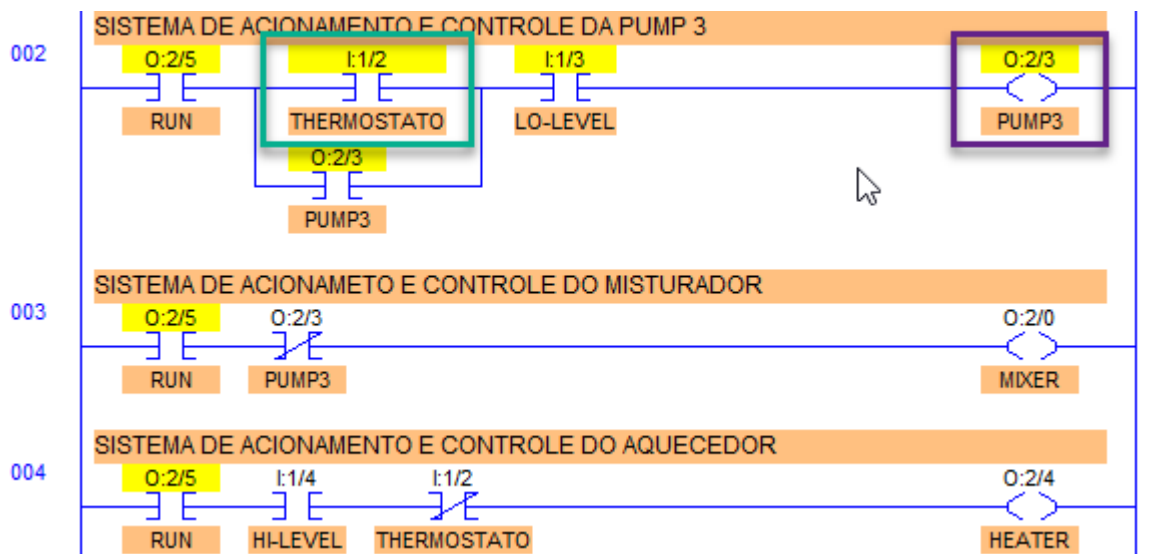 SISTEMA DE ACIONAMENTO E CONTROLE DA PUMP 3
002
O:2/5 I:1/2 I:1/3 O:2/3
RUN THERMOSTATO LO-LEVEL PUMP3
O:2/3
PUMP3
SISTEMA DE ACIONAMETO E CONTROLE DO MISTURADOR
003
O:2/5 O:2/3 O:2/0
RUN PUMP3 MIXER
SISTEMA DE ACIONAMENTO E CONTROLE DO AQUECEDOR
004
O:2/5 I:1/4 I:1/2 O:2/4
RUN HI-LEVEL THERMOSTATO HEATER